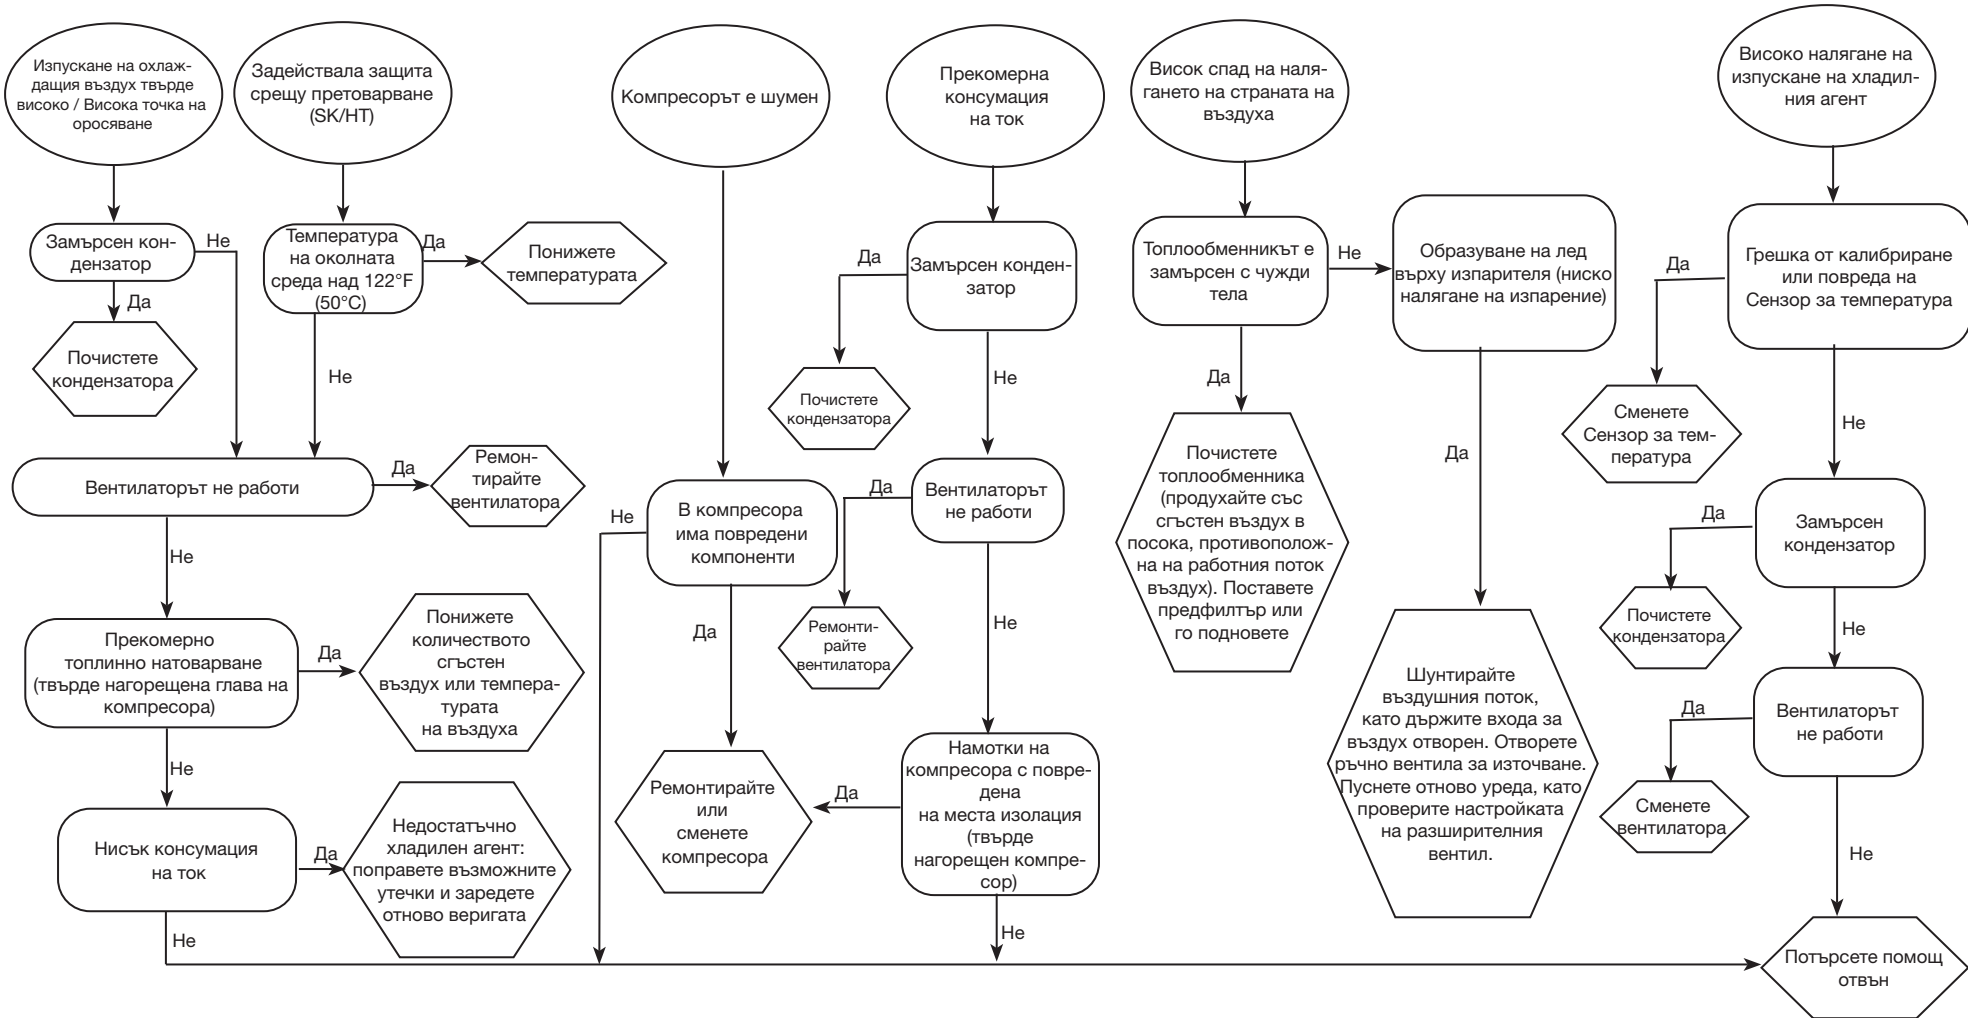 Изпускане на охлаж-
дащия въздух твърде
високо / Висока точка на
оросяване
Задействала защита
срещу претоварване
(SK/HT)
Компресорът е шумен
Прекомерна
консумация
на ток
Висок спад на наля-
гането на страната на
въздуха
Високо налягане на
изпускане на хладил-
ния агент
Замърсен кон-
дензатор
Не
Да
Почистете
кондензатора
Температура
на околната
среда над 122°F
(50°C)
Да
Понижете
температурата
Не
Вентилаторът не работи
Да
Ремон-
тирайте
вентилатора
Не
Прекомерно
топлинно натоварване
(твърде нагорещена глава на
компресора)
Да
Понижете
количеството
сгъстен
въздух или темпера-
турата
на въздуха
Не
Нисък консумация
на ток
Да
Недостатъчно
хладилен агент:
поправете възможните
утечки и заредете
отново веригата
Не
В компресора
има повредени
компоненти
Не
Да
Ремонтирайте
или
сменете
компресора
Замърсен конден-
затор
Да
Почистете
кондензатора
Не
Вентилаторът
не работи
Да
Ремонти-
райте
вентилатора
Не
Намотки на
компресора с повре-
дена
на места изолация
(твърде
нагорещен компре-
сор)
Да
Не
Топлообменникът е
замърсен с чужди
тела
Не
Да
Почистете
топлообменника
(продухайте със
сгъстен въздух в
посока, противополож-
на на работния поток
въздух). Поставете
предфилтър или
го подновете
Образуване на лед
върху изпарителя (ниско
налягане на изпарение)
Да
Шунтирайте
въздушния поток,
като държите входа за
въздух отворен. Отворете
ръчно вентила за източване.
Пуснете отново уреда, като
проверите настройката
на разширителния
вентил.
Грешка от калибриране
или повреда на
Сензор за температура
Да
Сменете
Сензор за тем-
пература
Не
Замърсен
кондензатор
Да
Почистете
кондензатора
Не
Вентилаторът
не работи
Да
Сменете
вентилатора
Не
Потърсете помощ
отвън